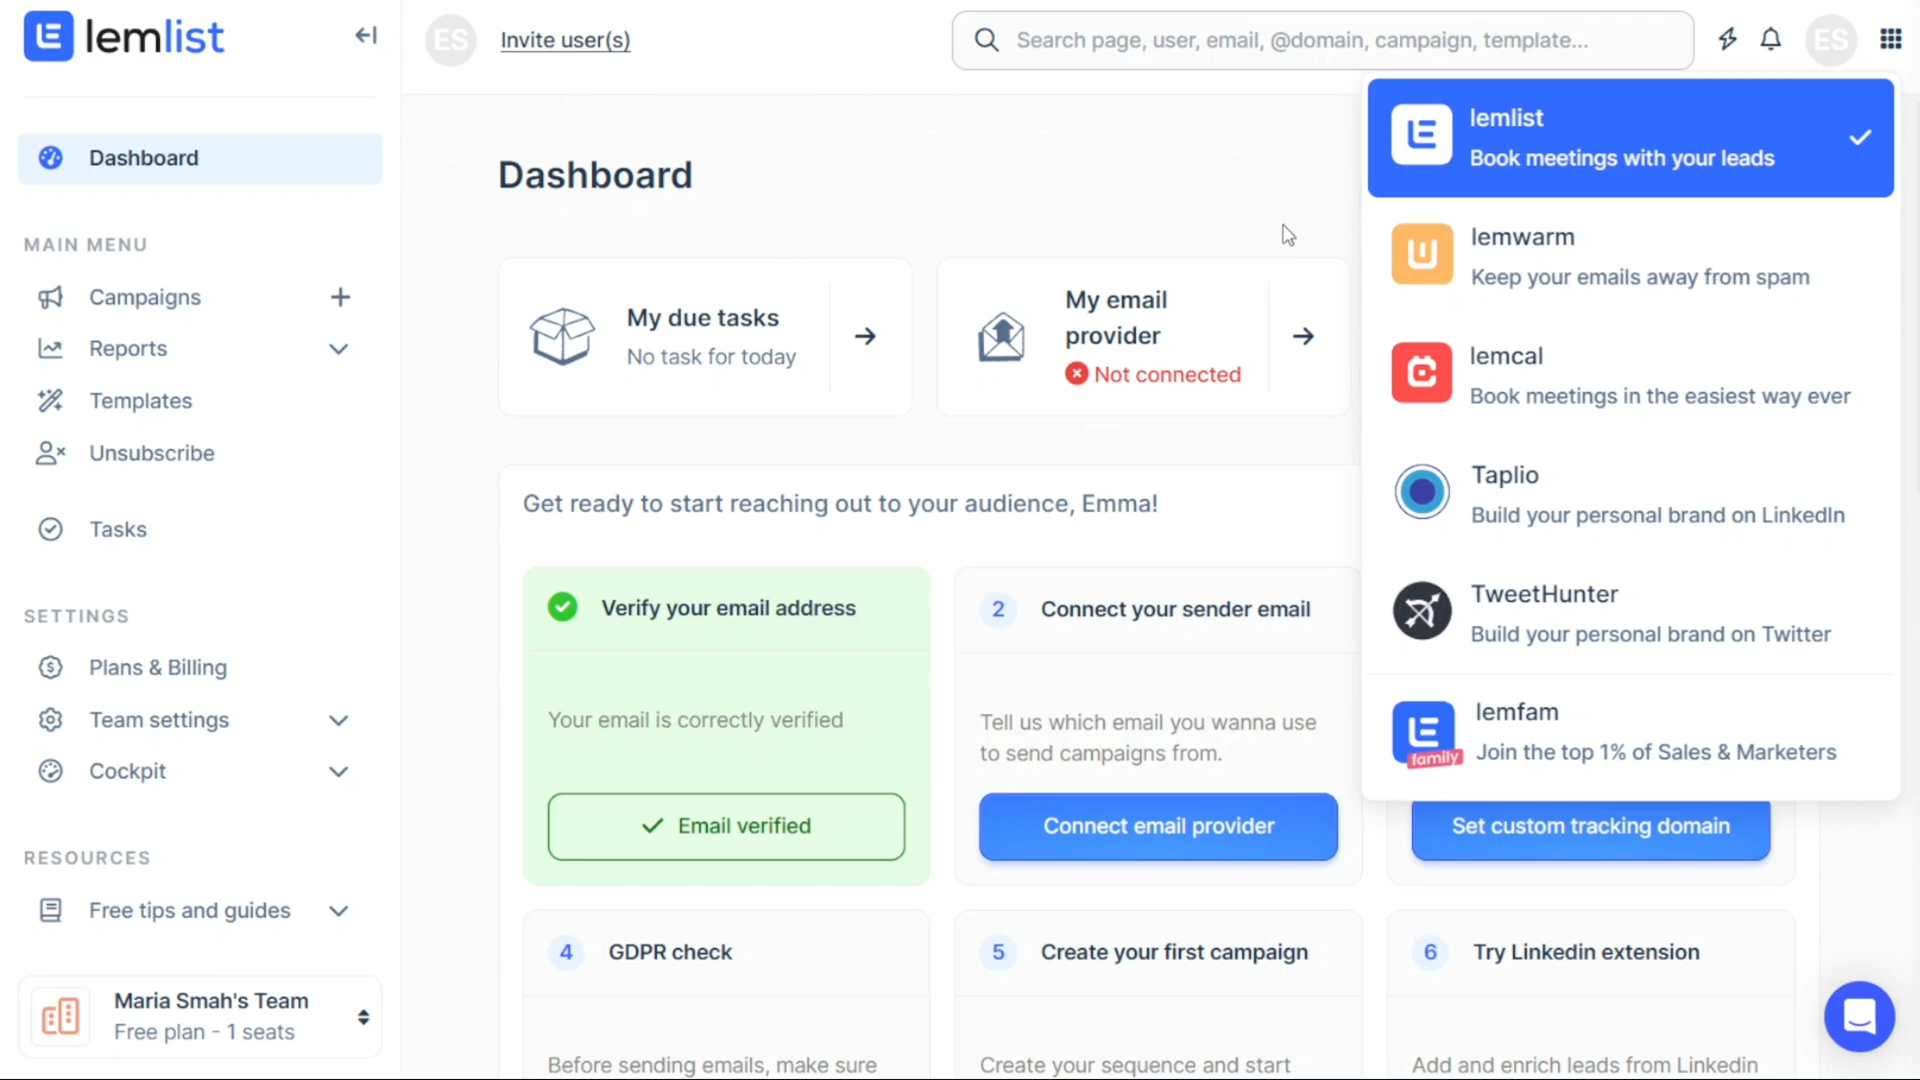 lemlist
ES
Invite user(s)
Search page, user, email, @domain, campaign, template...
ES
Dashboard
MAIN MENU
Campaigns
Reports
Templates
Unsubscribe
Tasks
SETTINGS
Plans & Billing
Team settings
Cockpit
RESOURCES
Free tips and guides
Maria Smah's Team
Free plan - 1 seats
Dashboard
My due tasks
No task for today
My email
provider
Not connected
Get ready to start reaching out to your audience, Emma!
Verify your email address
Your email is correctly verified
Email verified
2
Connect your sender email
Tell us which email you wanna use
to send campaigns from.
Connect email provider
Set custom tracking domain
4
GDPR check
Before sending emails, make sure
5
Create your first campaign
Create your sequence and start
6
Try Linkedin extension
Add and enrich leads from Linkedin
lemlist
Book meetings with your leads
lemwarm
Keep your emails away from spam
lemcal
Book meetings in the easiest way ever
Taplio
Build your personal brand on LinkedIn
TweetHunter
Build your personal brand on Twitter
family
lemfam
Join the top 1% of Sales & Marketers